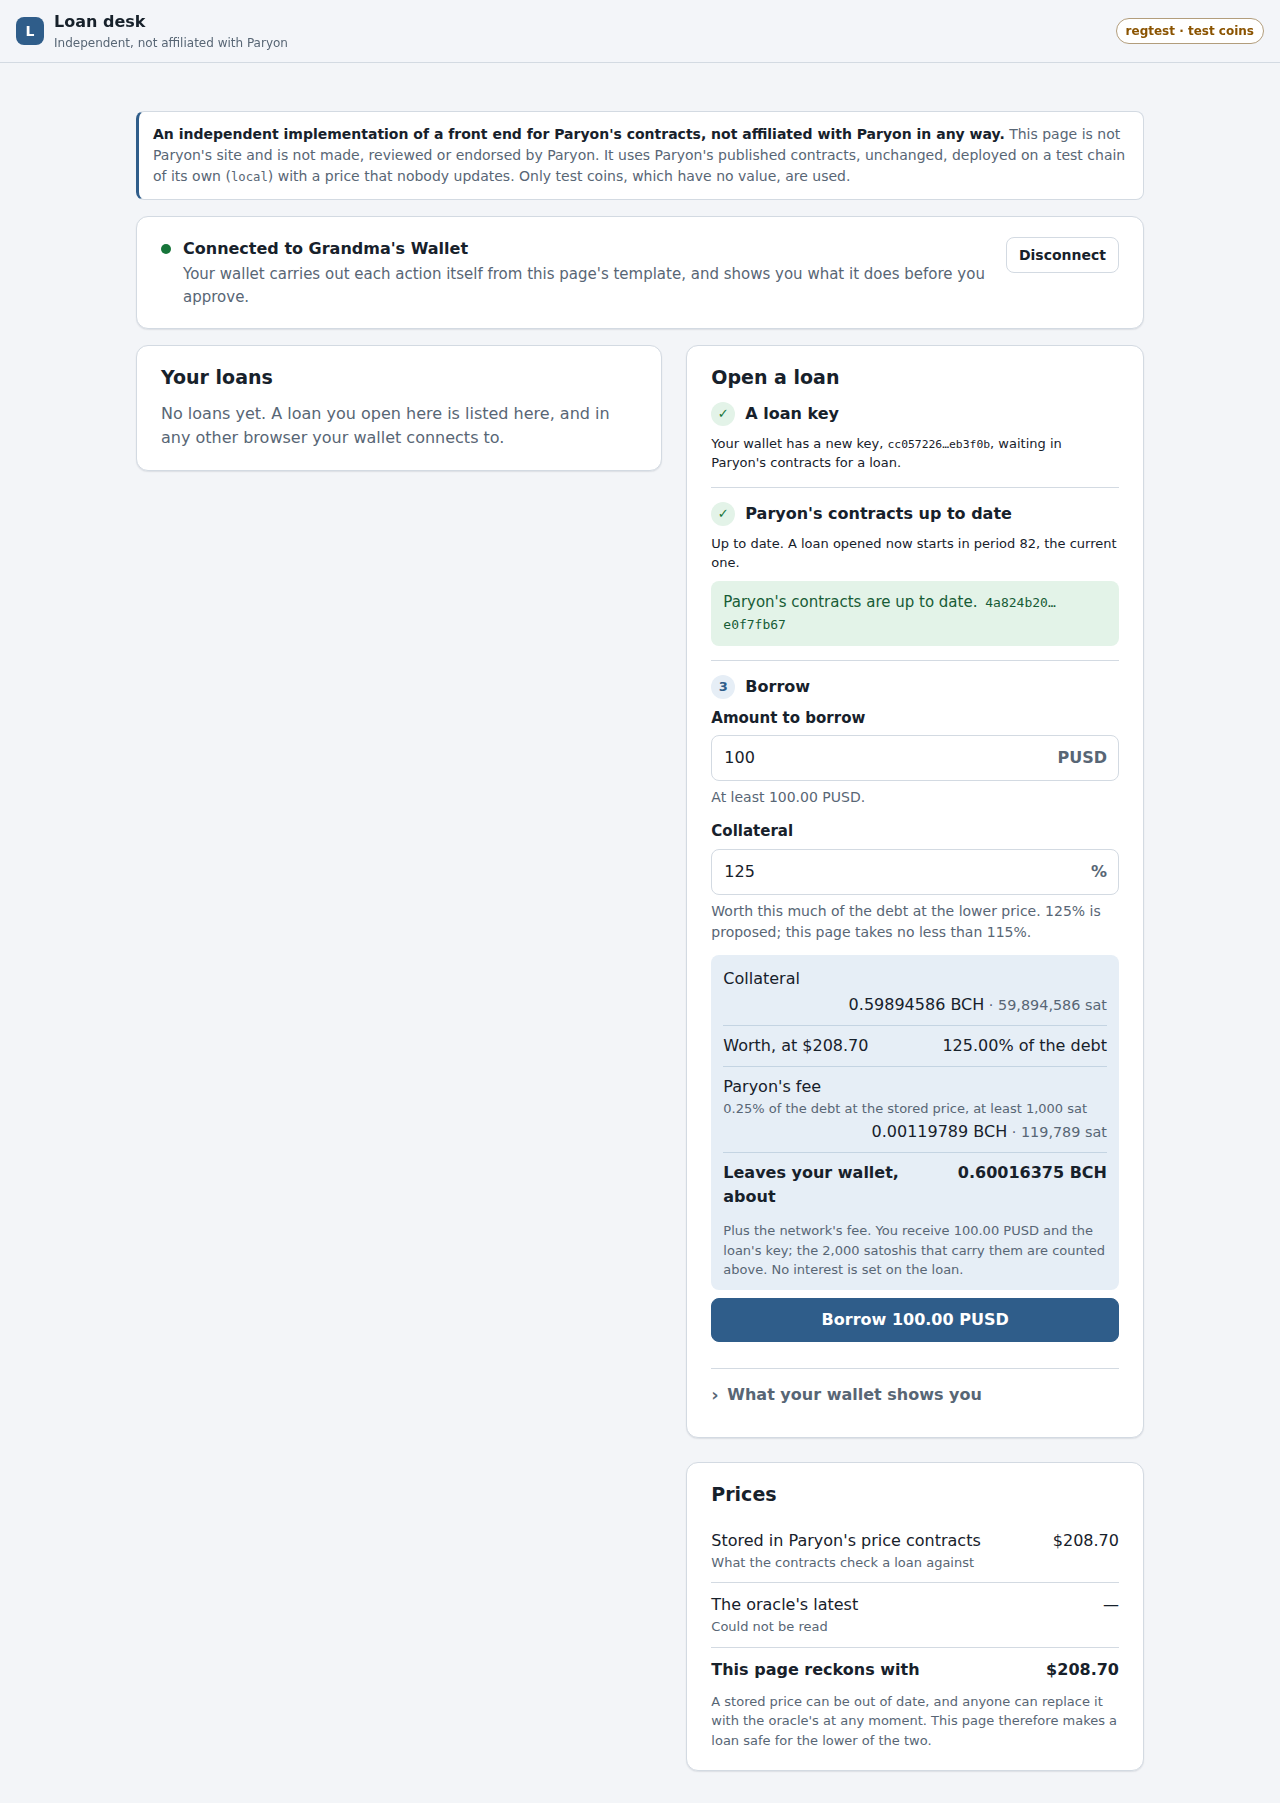 L
Loan desk
Independent, not affiliated with Paryon
regtest · test coins
An independent implementation of a front end for Paryon's contracts, not affiliated with Paryon in any way. This page is not
Paryon's site and is not made, reviewed or endorsed by Paryon. It uses Paryon's published contracts, unchanged, deployed on a test chain
of its own (local) with a price that nobody updates. Only test coins, which have no value, are used.
Connected to Grandma's Wallet
Your wallet carries out each action itself from this page's template, and shows you what it does before you
approve.
Disconnect
Your loans
No loans yet. A loan you open here is listed here, and in
any other browser your wallet connects to.
Open a loan
✓ A loan key
Your wallet has a new key, cc057226…eb3f0b, waiting in
Paryon's contracts for a loan.
✓ Paryon's contracts up to date
Up to date. A loan opened now starts in period 82, the current
one.
Paryon's contracts are up to date. 4a824b20…
e0f7fb67
3 Borrow
Amount to borrow
100 PUSD
At least 100.00 PUSD.
Collateral
125 %
Worth this much of the debt at the lower price. 125% is
proposed; this page takes no less than 115%.
Collateral
0.59894586 BCH · 59,894,586 sat
Worth, at $208.70 125.00% of the debt
Paryon's fee
0.25% of the debt at the stored price, at least 1,000 sat
0.00119789 BCH · 119,789 sat
Leaves your wallet, 0.60016375 BCH
about
Plus the network's fee. You receive 100.00 PUSD and the
loan's key; the 2,000 satoshis that carry them are counted
above. No interest is set on the loan.
Borrow 100.00 PUSD
› What your wallet shows you
Prices
Stored in Paryon's price contracts $208.70
What the contracts check a loan against
The oracle's latest —
Could not be read
This page reckons with $208.70
A stored price can be out of date, and anyone can replace it
with the oracle's at any moment. This page therefore makes a
loan safe for the lower of the two.